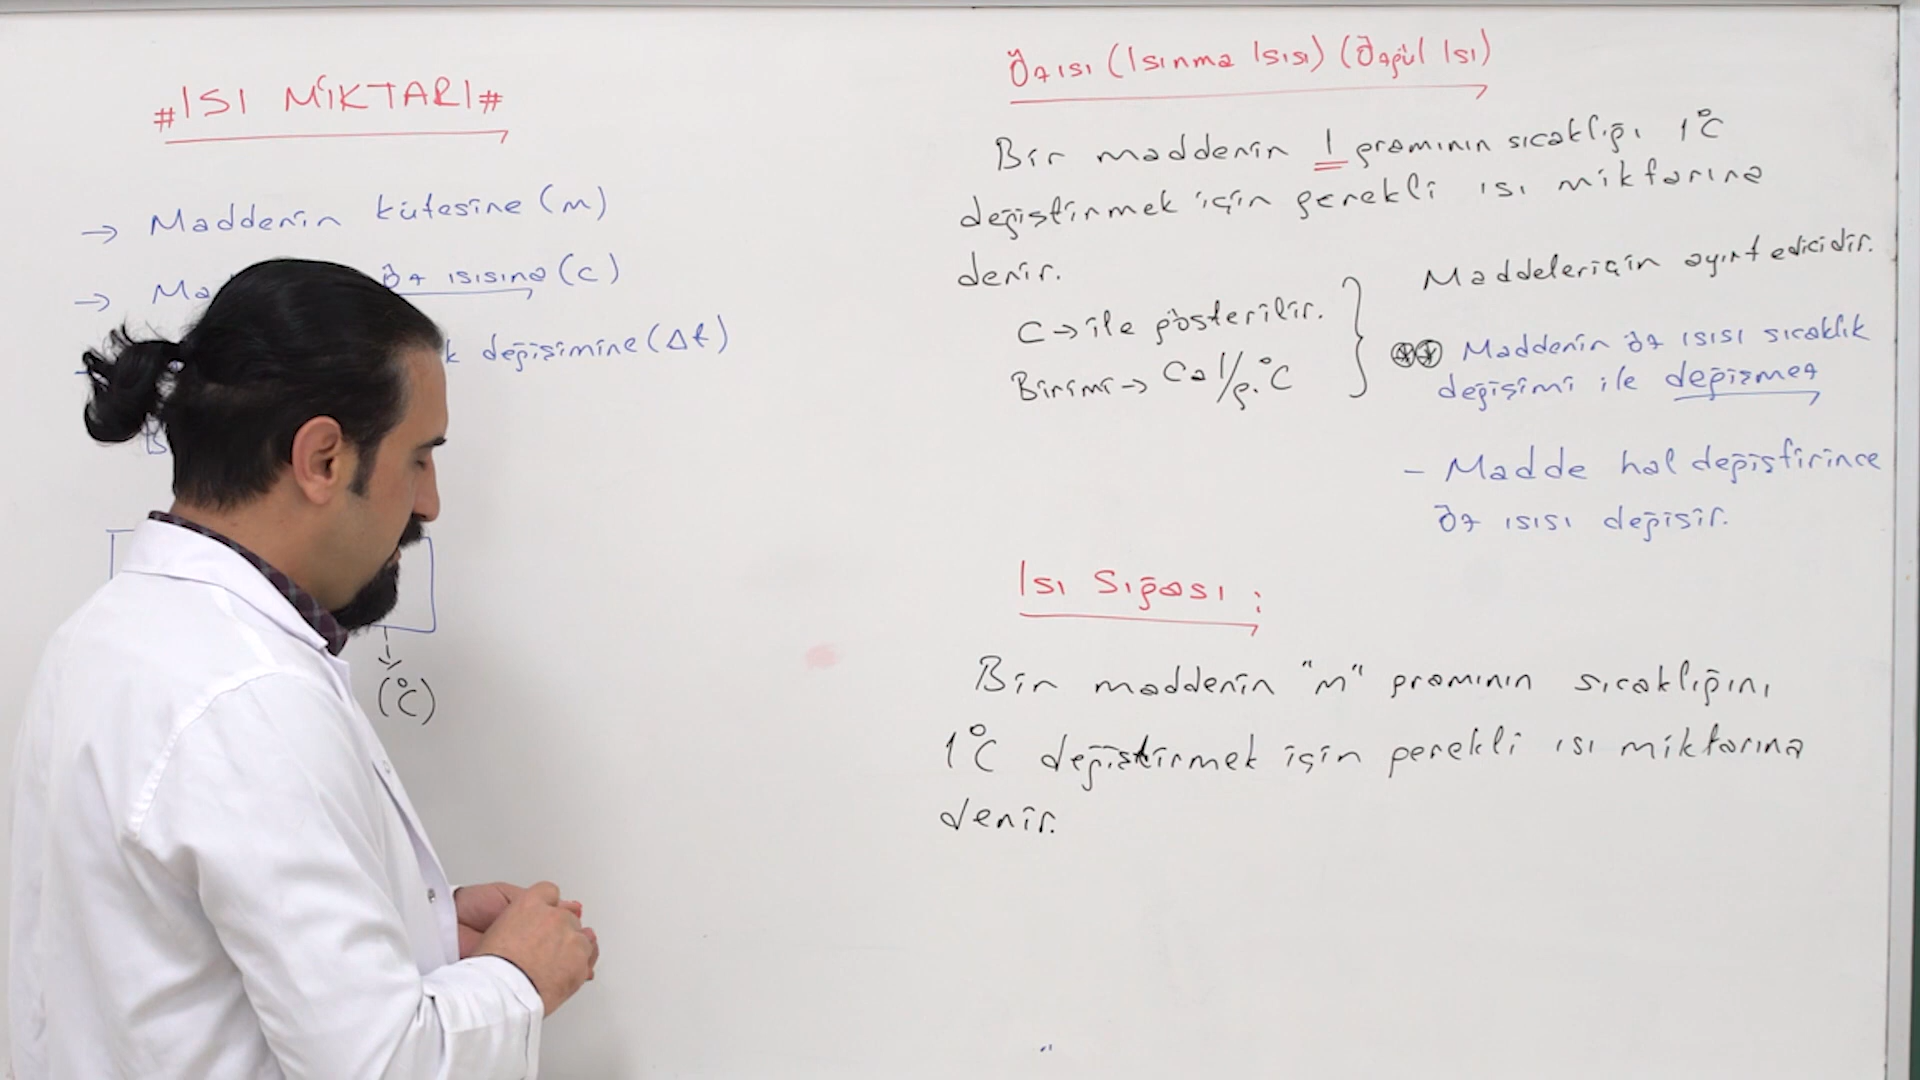 #ISI MİKTARI#
→ Maddenin kütlesine (m)
→ Ma öz ısısına (c)
k değişimine (Δt)
B
(°C)
Öz ısı (Isınma Isısı) (Özgül Isı)
Bir maddenin 1 gramının sıcaklığı 1°C
değiştirmek için gerekli ısı miktarına
denir.
C → ile gösterilir.
Birimi → Cal/g.°C
Maddeler için ayırt edicidir.
Maddenin öz ısısı sıcaklık
değişimi ile değişmez
- Madde hal değiştirince
öz ısısı değişir.
Isı Sığası :
Bir maddenin "m" gramının sıcaklığını
1°C değiştirmek için gerekli ısı miktarına
denir.